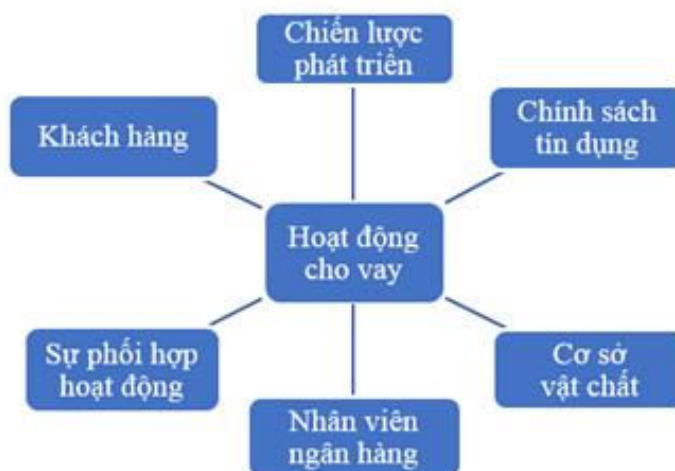 Chiến lược
phát triển
Khách hàng
Chính sách
tín dụng
Hoạt động
cho vay
Sự phối hợp
hoạt động
Cơ sở
vật chất
Nhân viên
ngân hàng